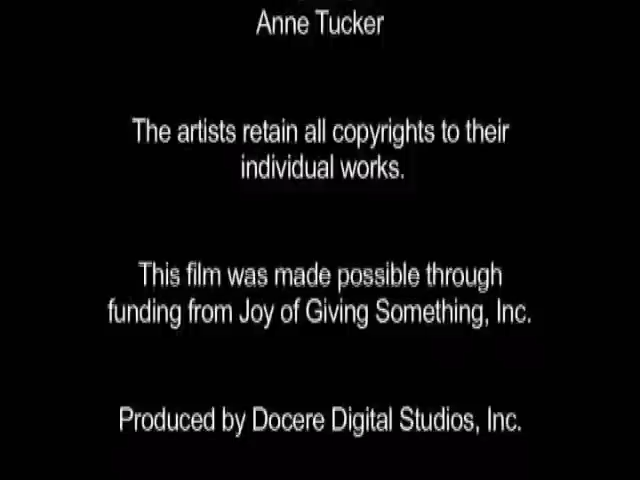 Anne Tucker
The artists retain all copyrights to their
individual works.
This film was made possible through
funding from Joy of Giving Something, Inc.
Produced by Docere Digital Studios, Inc.